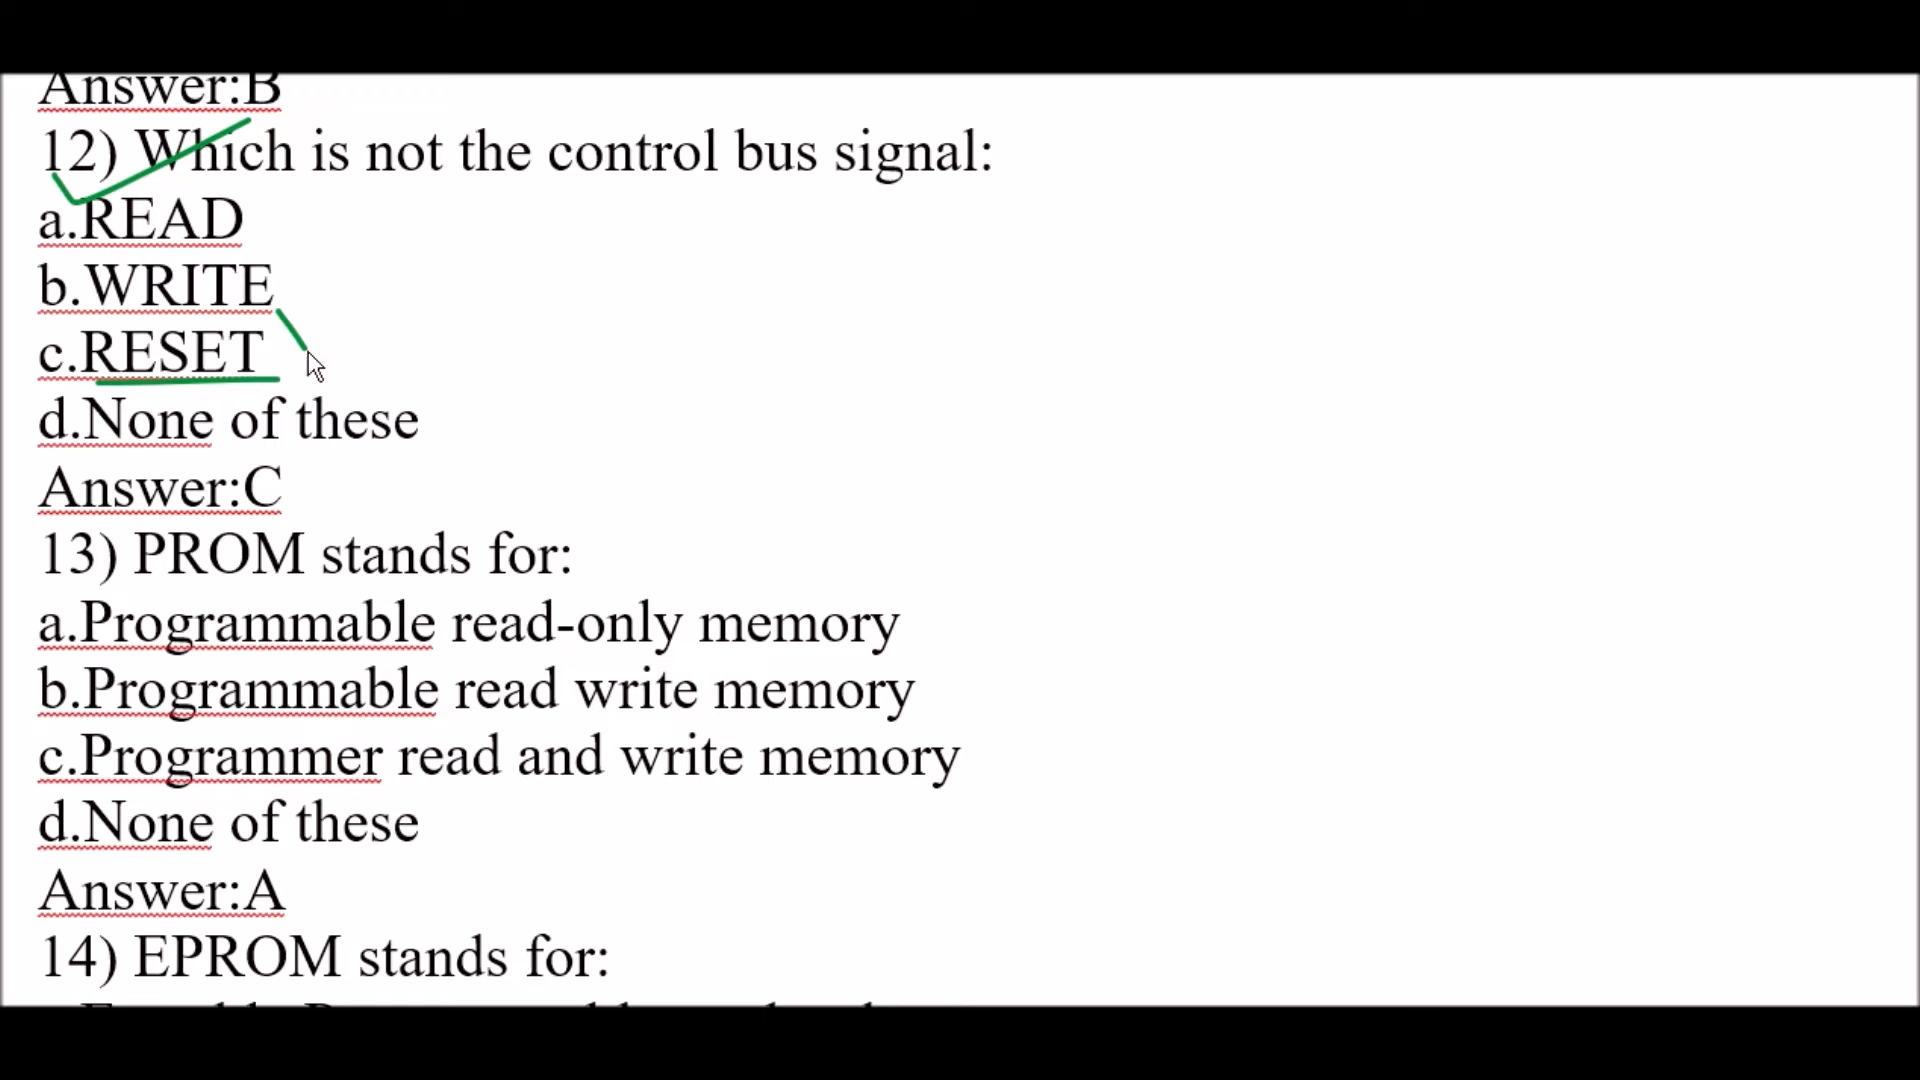 Answer:B
12) Which is not the control bus signal:
a.READ
b.WRITE
c.RESET
d.None of these
Answer:C
13) PROM stands for:
a.Programmable read-only memory
b.Programmable read write memory
c.Programmer read and write memory
d.None of these
Answer:A
14) EPROM stands for: